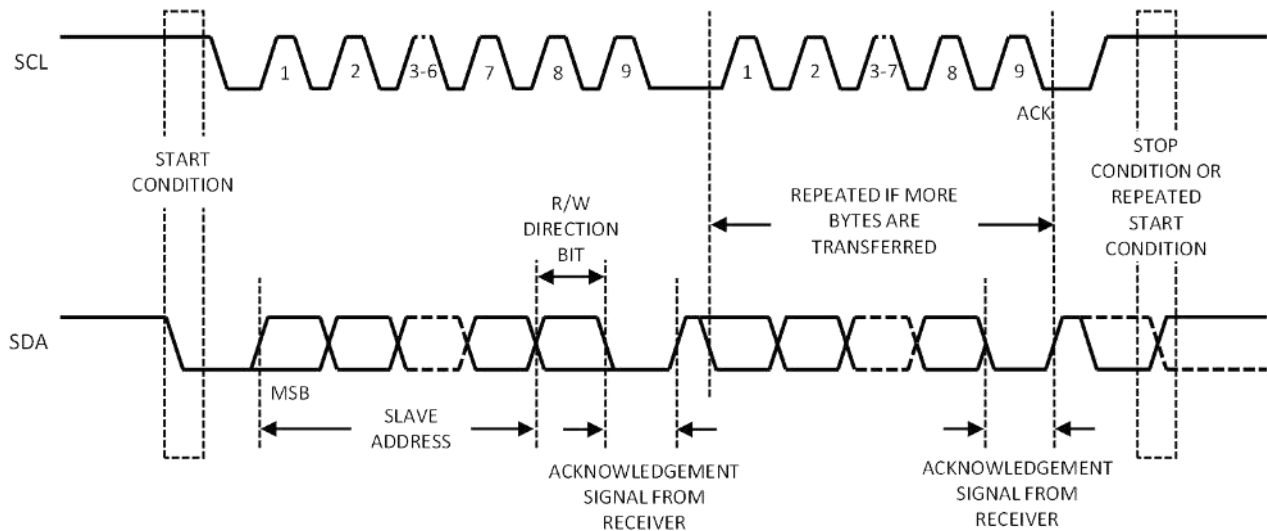 SCL
1
2
3-6
7
8
9
1
2
3-7
8
9
ACK
START
CONDITION
STOP
CONDITION OR
REPEATED
START
CONDITION
R/W
DIRECTION
BIT
REPEATED IF MORE
BYTES ARE
TRANSFERRED
SDA
MSB
SLAVE
ADDRESS
ACKNOWLEDGEMENT
SIGNAL FROM
RECEIVER
ACKNOWLEDGEMENT
SIGNAL FROM
RECEIVER